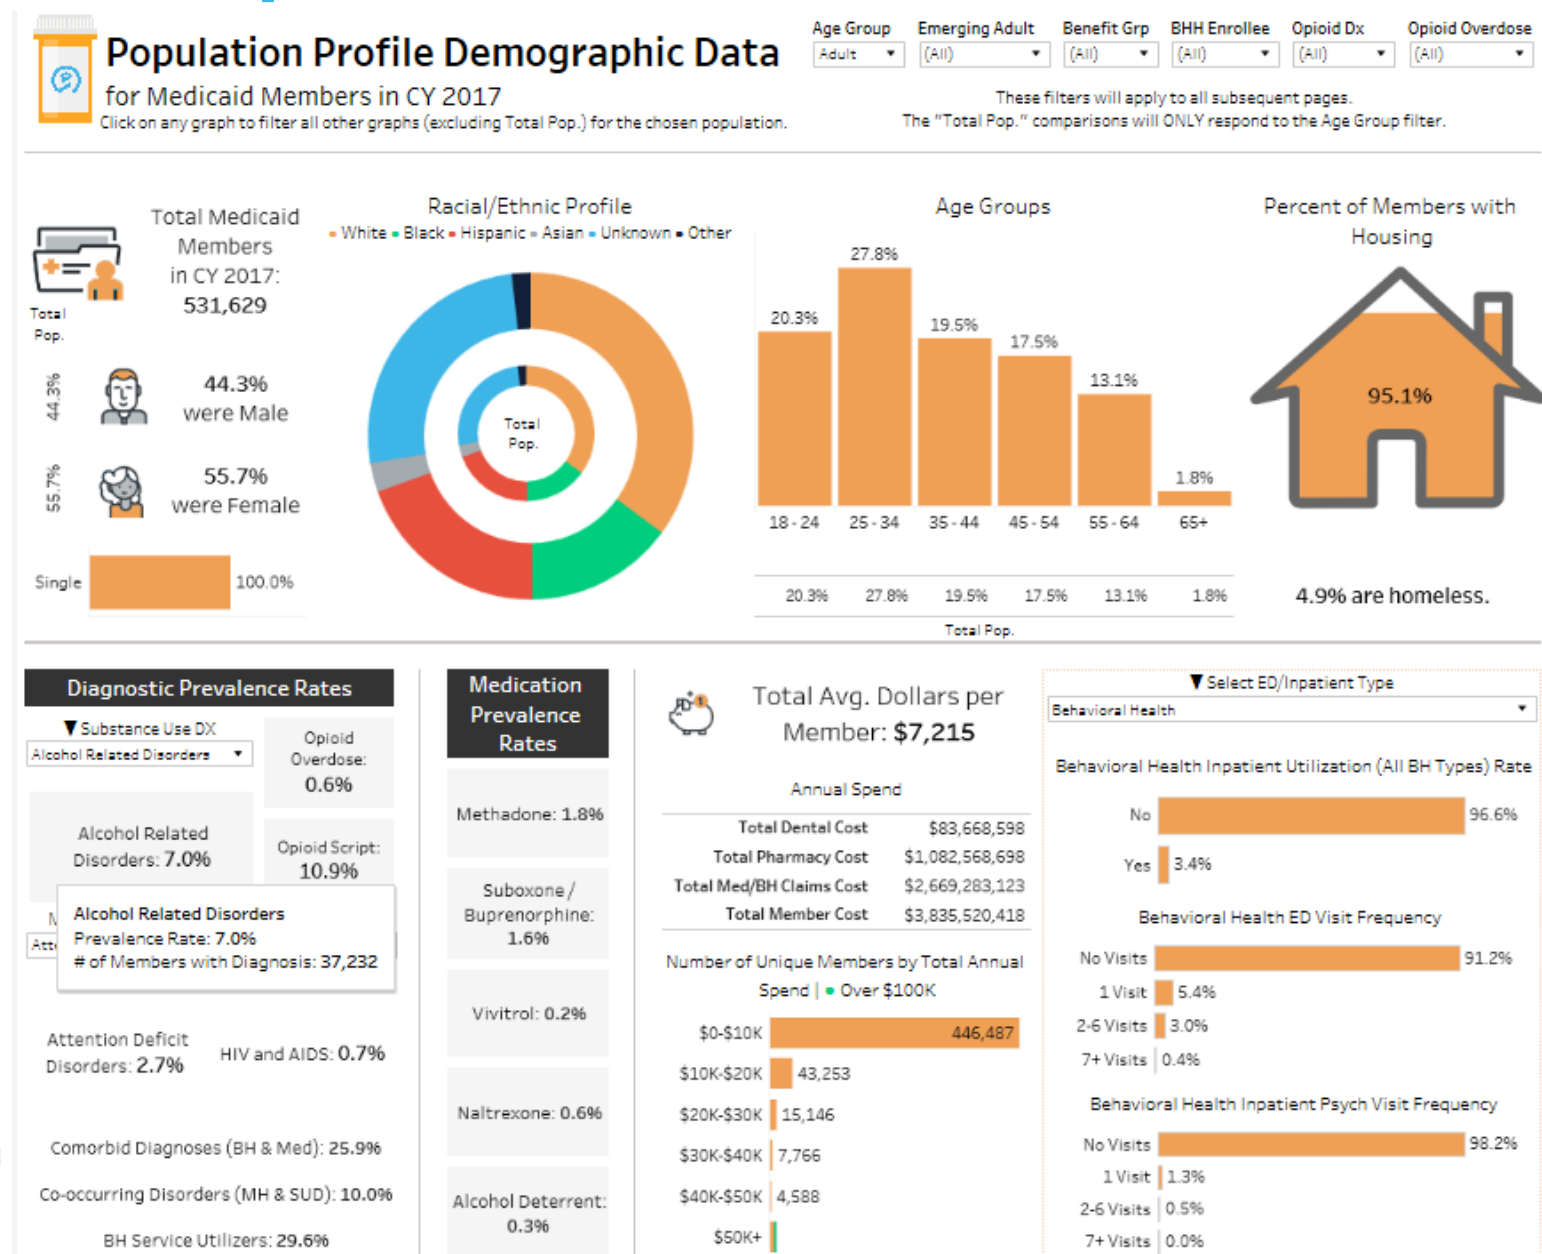 Population Profile Demographic Data
for Medicaid Members in CY 2017
Click on any graph to filter all other graphs (excluding Total Pop.) for the chosen population.
Age Group
Adult
Emerging Adult
(All)
Benefit Grp
(All)
BHH Enrollee
(All)
Opioid Dx
(All)
Opioid Overdose
(All)
These filters will apply to all subsequent pages.
The "Total Pop." comparisons will ONLY respond to the Age Group filter.
Total Medicaid
Members
in CY 2017:
531,629
Total
Pop.
44.3%
44.3%
were Male
55.7%
55.7%
were Female
Single
100.0%
Racial/Ethnic Profile
White Black Hispanic Asian Unknown Other
Total
Pop.
Age Groups
20.3%
27.8%
19.5%
17.5%
13.1%
1.8%
18 - 24 25 - 34 35 - 44 45 - 54 55 - 64 65+
20.3% 27.8% 19.5% 17.5% 13.1% 1.8%
Total Pop.
Percent of Members with
Housing
95.1%
4.9% are homeless.
Diagnostic Prevalence Rates
▼ Substance Use DX
Alcohol Related Disorders
Opioid
Overdose:
0.6%
Alcohol Related
Disorders: 7.0%
Opioid Script:
10.9%
Alcohol Related Disorders
Prevalence Rate: 7.0%
# of Members with Diagnosis: 37,232
Attention Deficit
Disorders: 2.7%
HIV and AIDS: 0.7%
Comorbid Diagnoses (BH & Med): 25.9%
Co-occurring Disorders (MH & SUD): 10.0%
BH Service Utilizers: 29.6%
Medication
Prevalence
Rates
Methadone: 1.8%
Suboxone /
Buprenorphine:
1.6%
Vivitrol: 0.2%
Naltrexone: 0.6%
Alcohol Deterrent:
0.3%
Total Avg. Dollars per
Member: $7,215
Annual Spend
Total Dental Cost $83,668,598
Total Pharmacy Cost $1,082,568,698
Total Med/BH Claims Cost $2,669,283,123
Total Member Cost $3,835,520,418
Number of Unique Members by Total Annual
Spend | Over $100K
$0-$10K 446,487
$10K-$20K 43,253
$20K-$30K 15,146
$30K-$40K 7,766
$40K-$50K 4,588
$50K+
▼ Select ED/Inpatient Type
Behavioral Health
Behavioral Health Inpatient Utilization (All BH Types) Rate
No 96.6%
Yes 3.4%
Behavioral Health ED Visit Frequency
No Visits 91.2%
1 Visit 5.4%
2-6 Visits 3.0%
7+ Visits 0.4%
Behavioral Health Inpatient Psych Visit Frequency
No Visits 98.2%
1 Visit 1.3%
2-6 Visits 0.5%
7+ Visits 0.0%